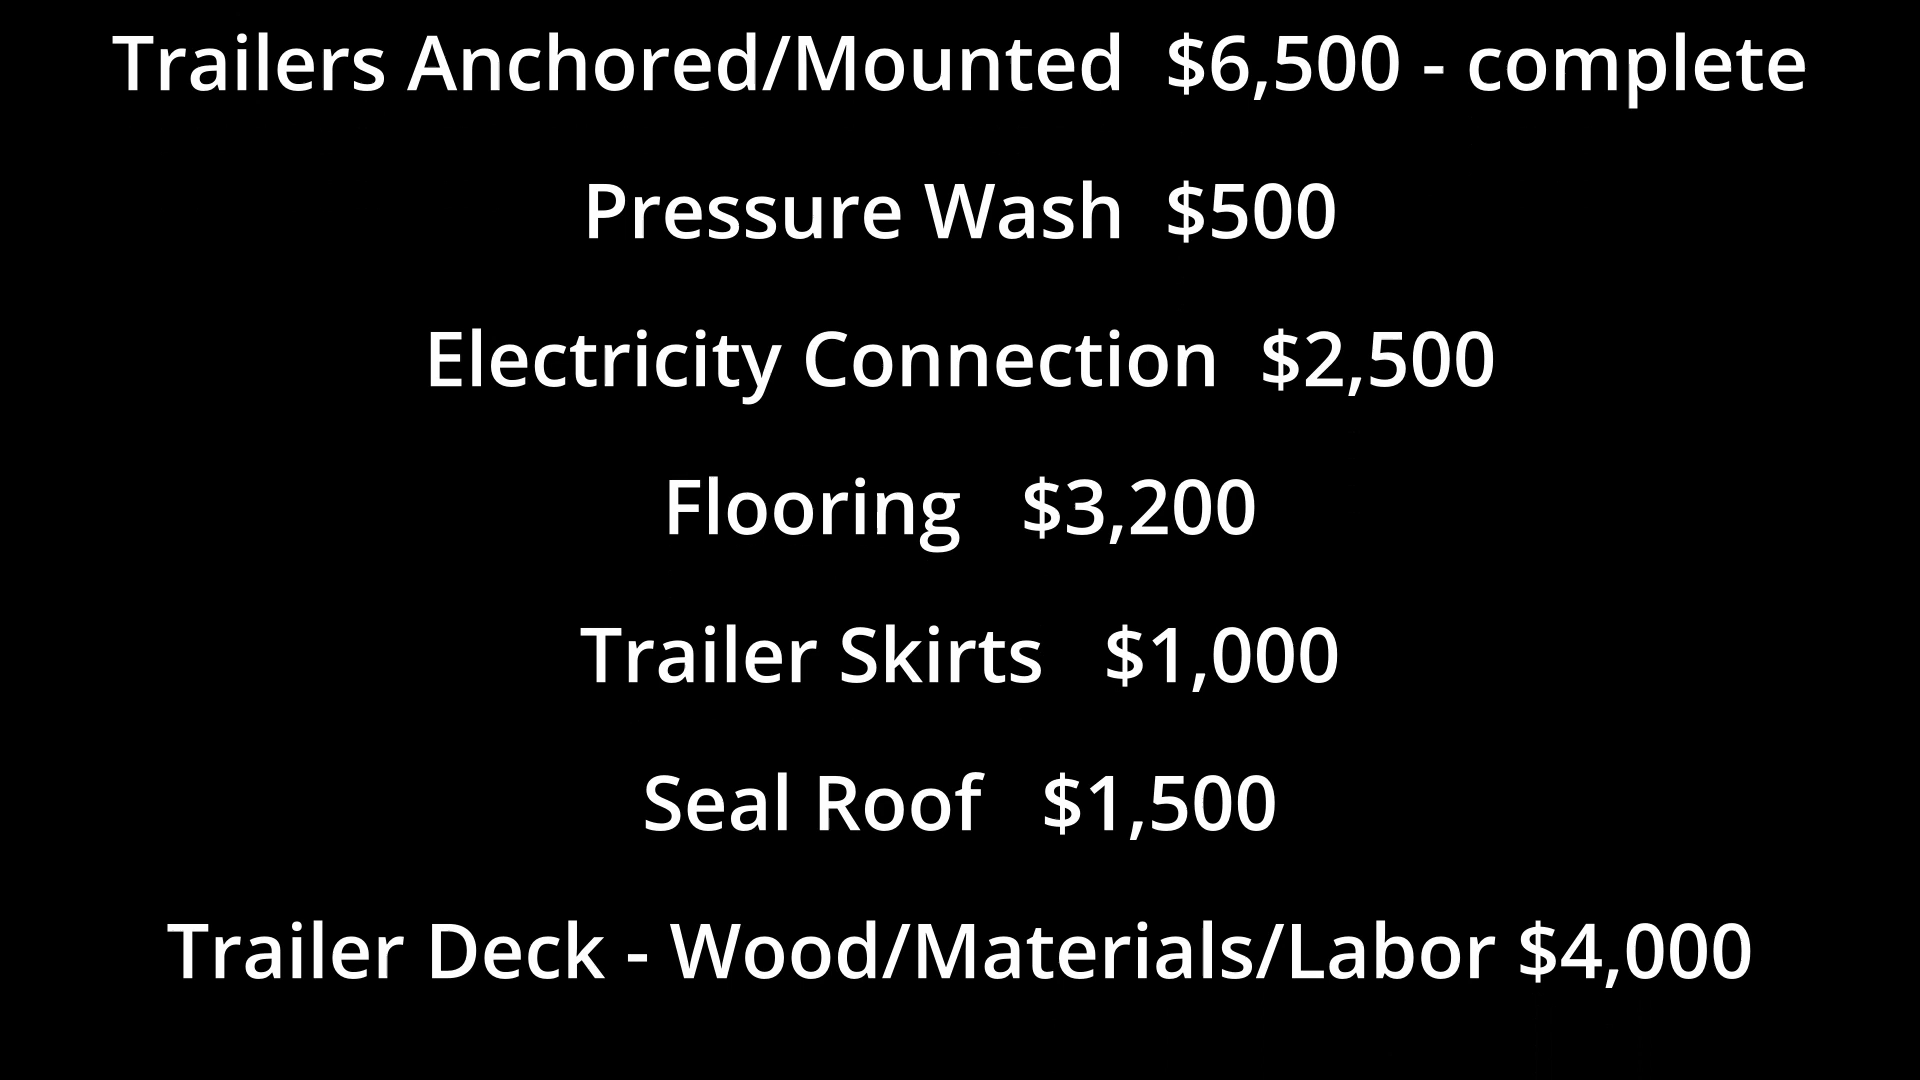 Trailers Anchored/Mounted  $6,500 - complete
Pressure Wash  $500
Electricity Connection  $2,500
Flooring   $3,200
Trailer Skirts   $1,000
Seal Roof   $1,500
Trailer Deck - Wood/Materials/Labor $4,000